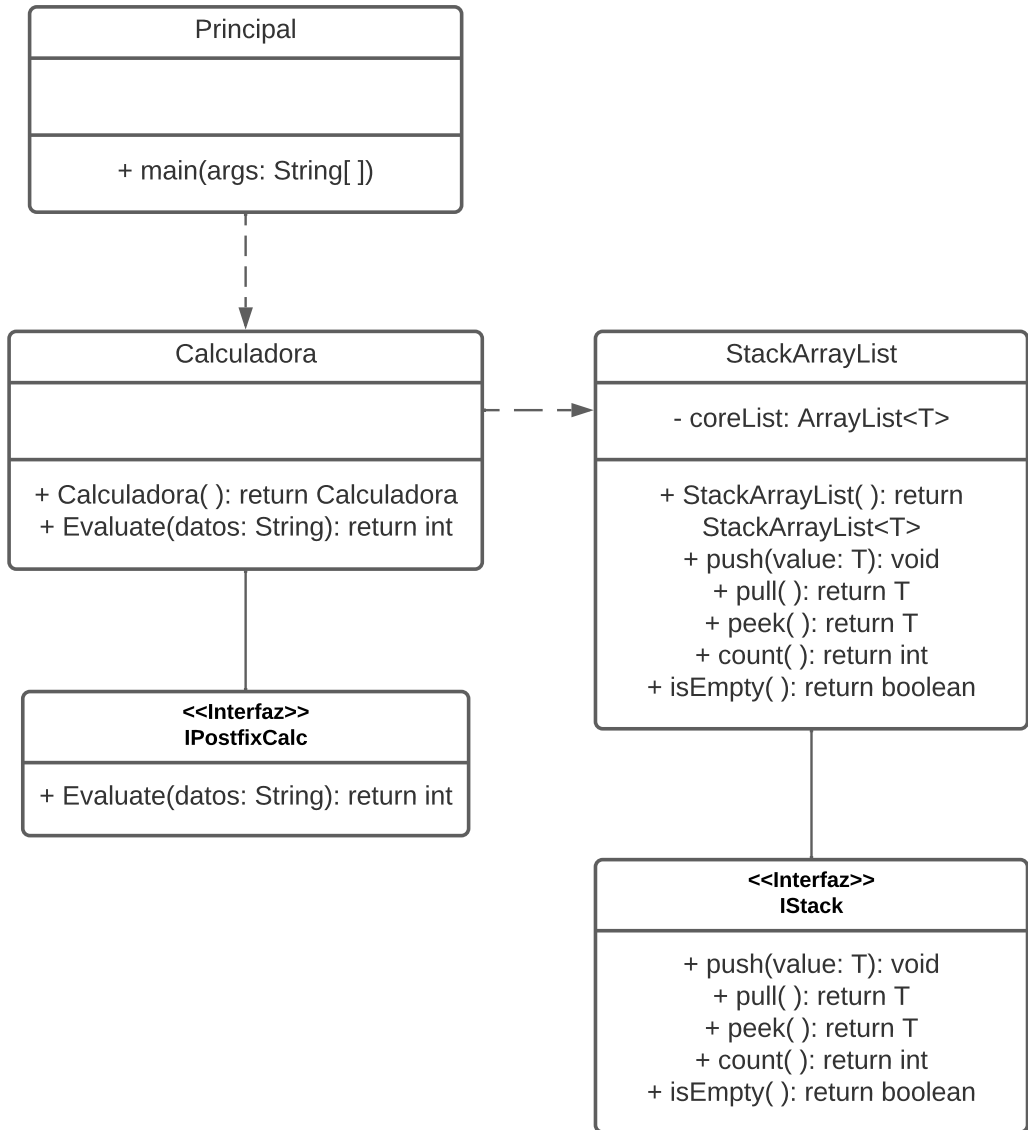 Principal
+ main(args: String[ ])
Calculadora
+ Calculadora( ): return Calculadora
+ Evaluate(datos: String): return int
StackArrayList
- coreList: ArrayList<T>
+ StackArrayList( ): return
StackArrayList<T>
+ push(value: T): void
+ pull( ): return T
+ peek( ): return T
+ count( ): return int
+ isEmpty( ): return boolean
<<Interfaz>>
IPostfixCalc
+ Evaluate(datos: String): return int
<<Interfaz>>
IStack
+ push(value: T): void
+ pull( ): return T
+ peek( ): return T
+ count( ): return int
+ isEmpty( ): return boolean